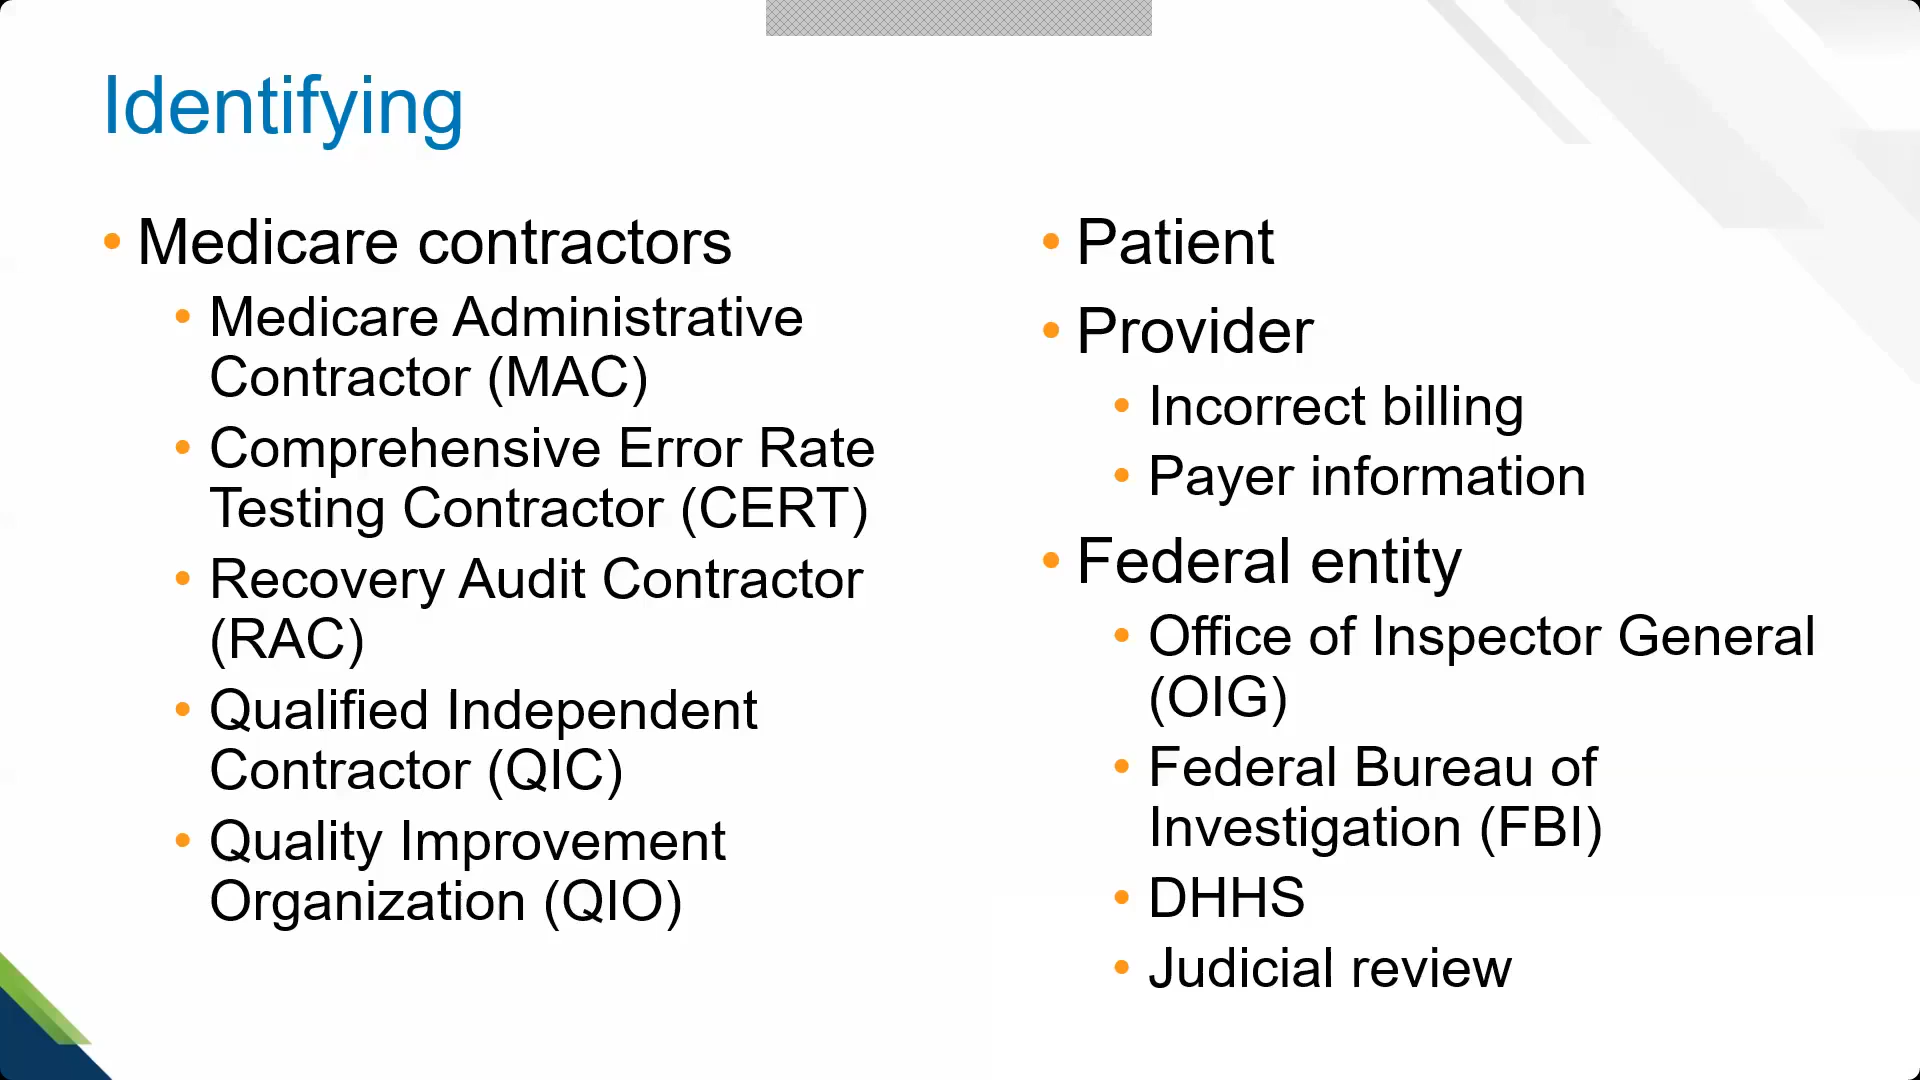 Identifying
• Medicare contractors
• Medicare Administrative
Contractor (MAC)
• Comprehensive Error Rate
Testing Contractor (CERT)
• Recovery Audit Contractor
(RAC)
• Qualified Independent
Contractor (QIC)
• Quality Improvement
Organization (QIO)
• Patient
• Provider
• Incorrect billing
• Payer information
• Federal entity
• Office of Inspector General
(OIG)
• Federal Bureau of
Investigation (FBI)
• DHHS
• Judicial review